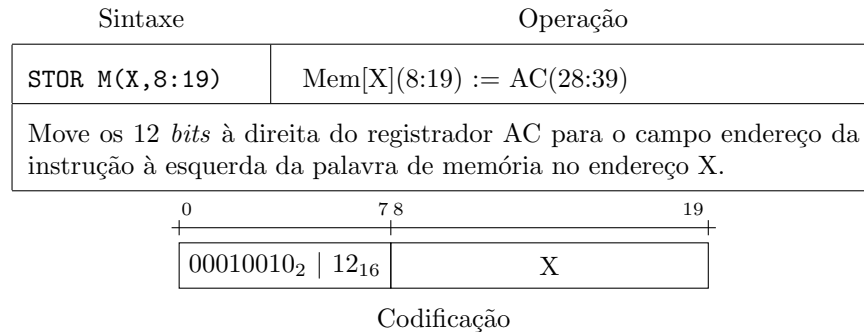 Sintaxe Operação
STOR M(X,8:19) Mem[X](8:19) := AC(28:39)
Move os 12 bits à direita do registrador AC para o campo endereço da
instrução à esquerda da palavra de memória no endereço X.
0 7 8 19
00010010₂ | 12₁₆ X
Codificação